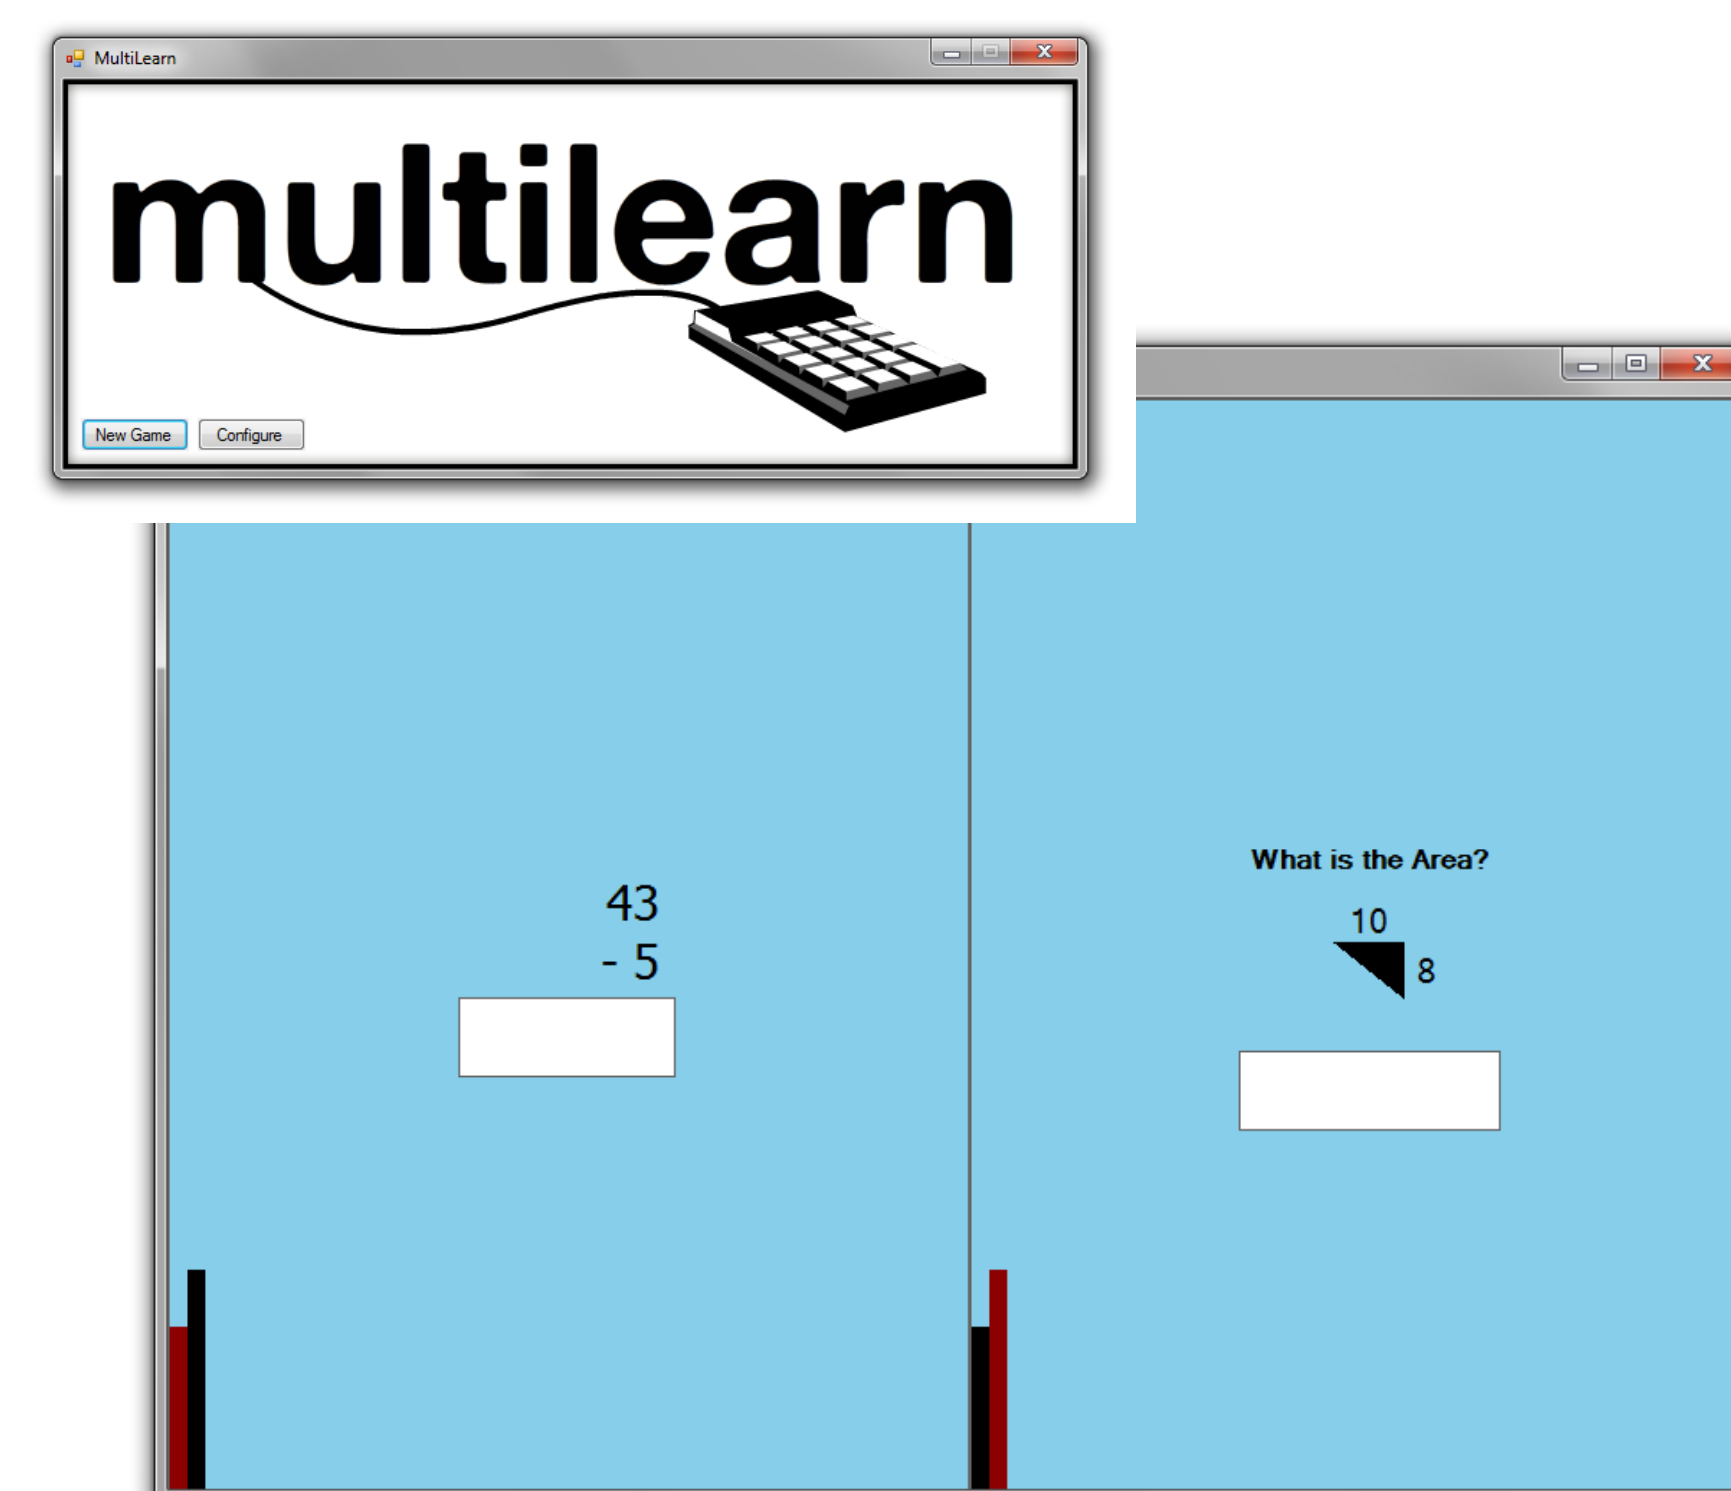 MultiLearn
multilearn
New Game
Configure
43
- 5
What is the Area?
10
8